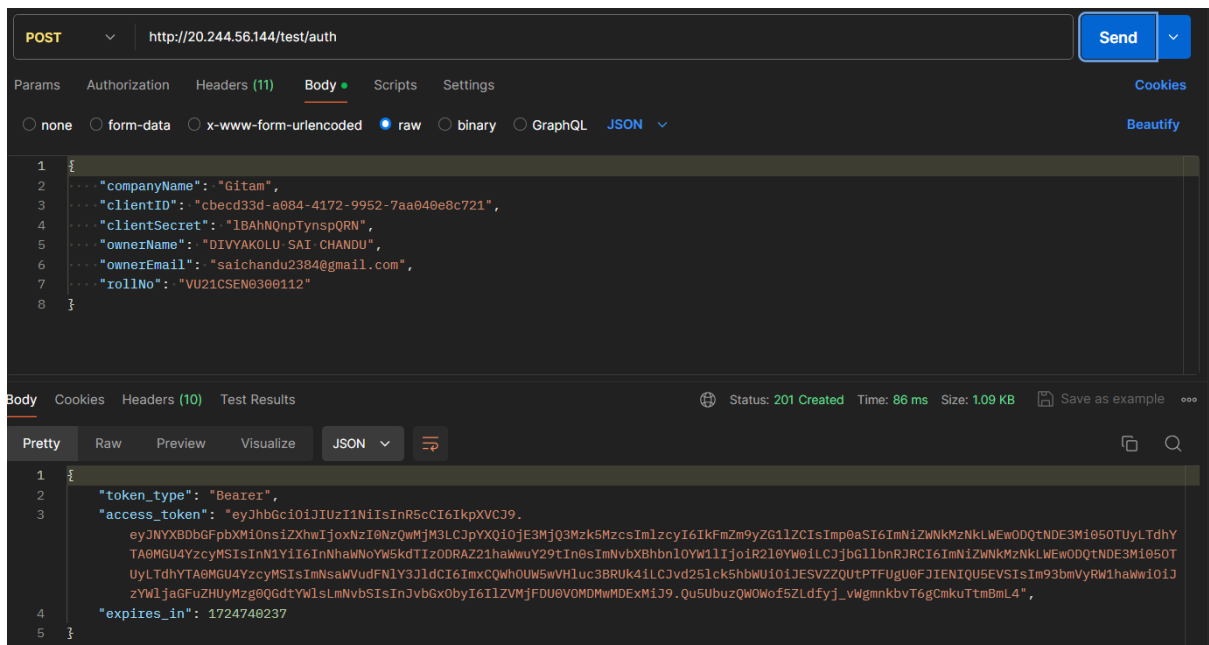 POST http://20.244.56.144/test/auth Send
Params Authorization Headers (11) Body Scripts Settings Cookies
none form-data x-www-form-urlencoded raw binary GraphQL JSON Beautify
1 {
2 "companyName": "Gitam",
3 "clientID": "cbecd33d-a084-4172-9952-7aa040e8c721",
4 "clientSecret": "lBAhNQnpTynspQRN",
5 "ownerName": "DIVYAKOLU SAI CHANDU",
6 "ownerEmail": "saichandu2384@gmail.com",
7 "rollNo": "VU21CSEN0300112"
8 }
Body Cookies Headers (10) Test Results Status: 201 Created Time: 86 ms Size: 1.09 KB Save as example
Pretty Raw Preview Visualize JSON
1 {
2 "token_type": "Bearer",
3 "access_token": "eyJhbGciOiJIUzI1NiIsInR5cCI6IkpXVCJ9.
eyJNYXBDbGFpbXMiOnsiZXhwIjoxNzI0NzQwMjM3LCJpYXQiOjE3MjQ3Mzk5MzcsImlzcyI6IkFmZm9yZG1lZCIsImp0aSI6ImNiZWNkMzNkLWEwODQtNDE3Mi05OTUyLTdhY
TA0MGU4YzcyMSIsInN1YiI6InNhaWNoYW5kdTIzODRAZ21haWwuY29tIn0sImNvbXBhbnlOYW1lIjoiR2l0YW0iLCJjbGllbnRJRCI6ImNiZWNkMzNkLWEwODQtNDE3Mi05OT
UyLTdhYTA0MGU4YzcyMSIsImNsaWVudFNlY3JldCI6ImxCQWhOUW5wVHluc3BRUk4iLCJvd25lck5hbWUiOiJESVZZQUtPTFUgU0FJIENIQU5EVSIsIm93bmVyRW1haWwiOiJ
zYWljaGFuZHUyMzg0QGdtYWlsLmNvbSIsInJvbGxObyI6IlZVMjFDU0VOMDMwMDExMiJ9.Qu5UbuzQWOWof5ZLdfyj_vWgmnkbvT6gCmkuTtmBmL4",
4 "expires_in": 1724740237
5 }